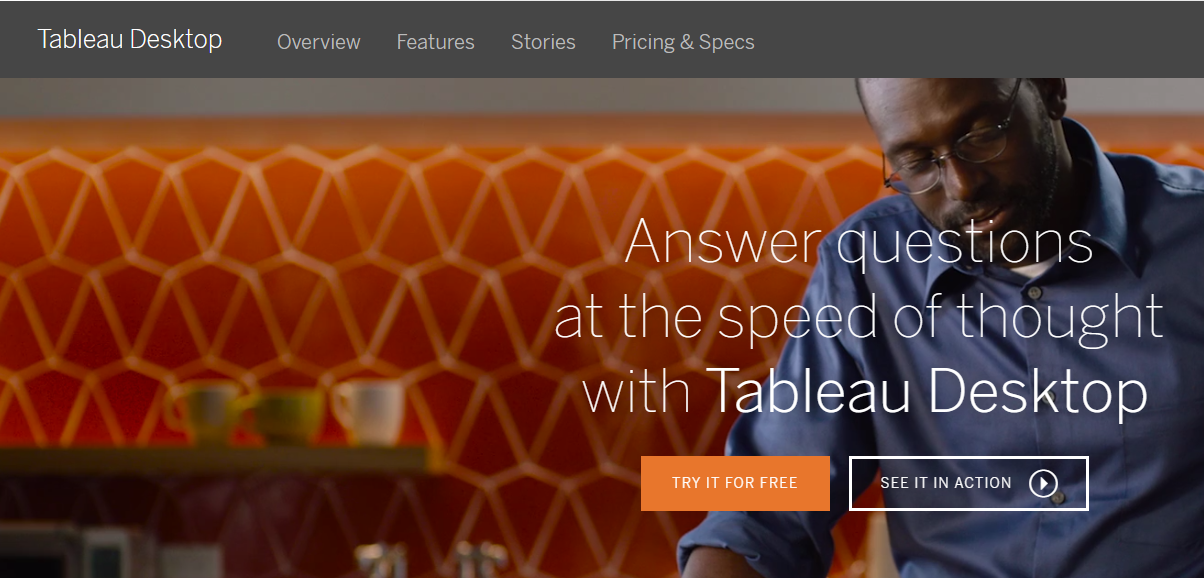 Tableau Desktop Overview Features Stories Pricing & Specs
Answer questions
at the speed of thought
with Tableau Desktop
TRY IT FOR FREE SEE IT IN ACTION